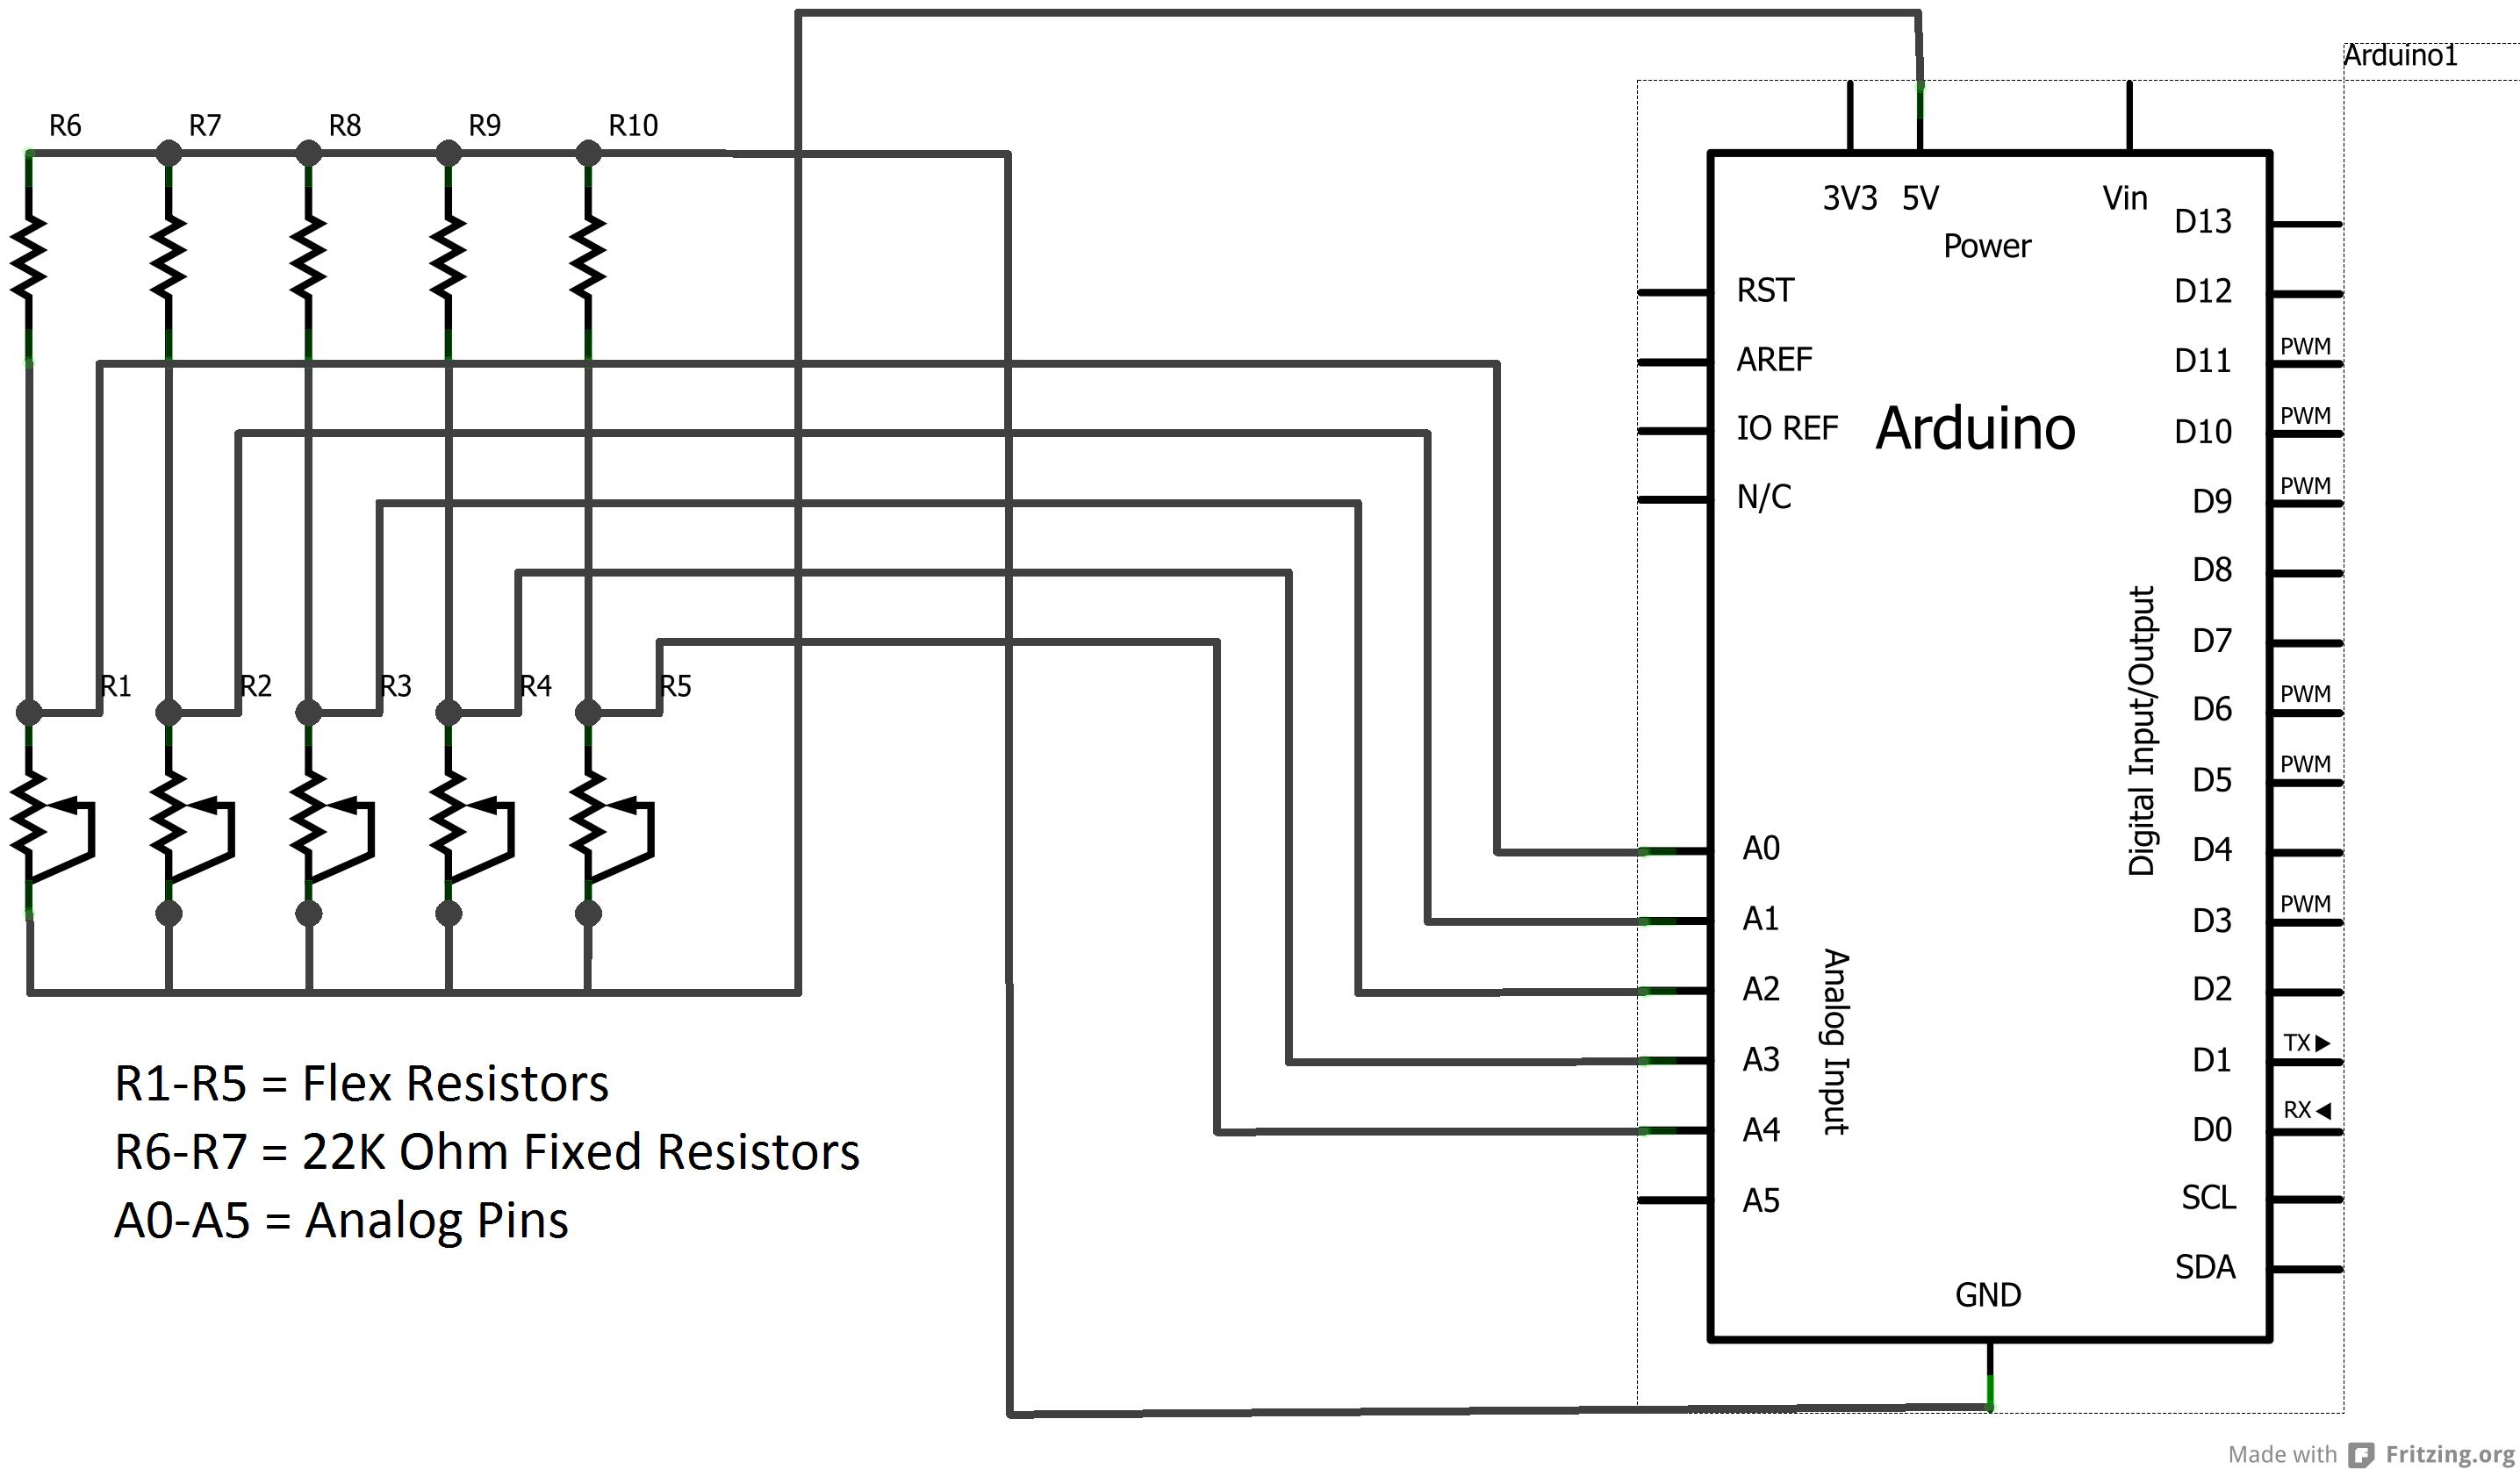 Arduino1
R6
R7
R8
R9
R10
3V3
5V
Vin
Power
D13
RST
D12
AREF
D11
PWM
IO REF
Arduino
D10
PWM
N/C
D9
PWM
D8
D7
R1
R2
R3
R4
R5
D6
PWM
D5
PWM
Digital Input/Output
A0
D4
A1
D3
PWM
A2
D2
Analog Input
A3
D1
TX
A4
D0
RX
A5
SCL
SDA
GND
R1-R5 = Flex Resistors
R6-R7 = 22K Ohm Fixed Resistors
A0-A5 = Analog Pins
Made with Fritzing.org